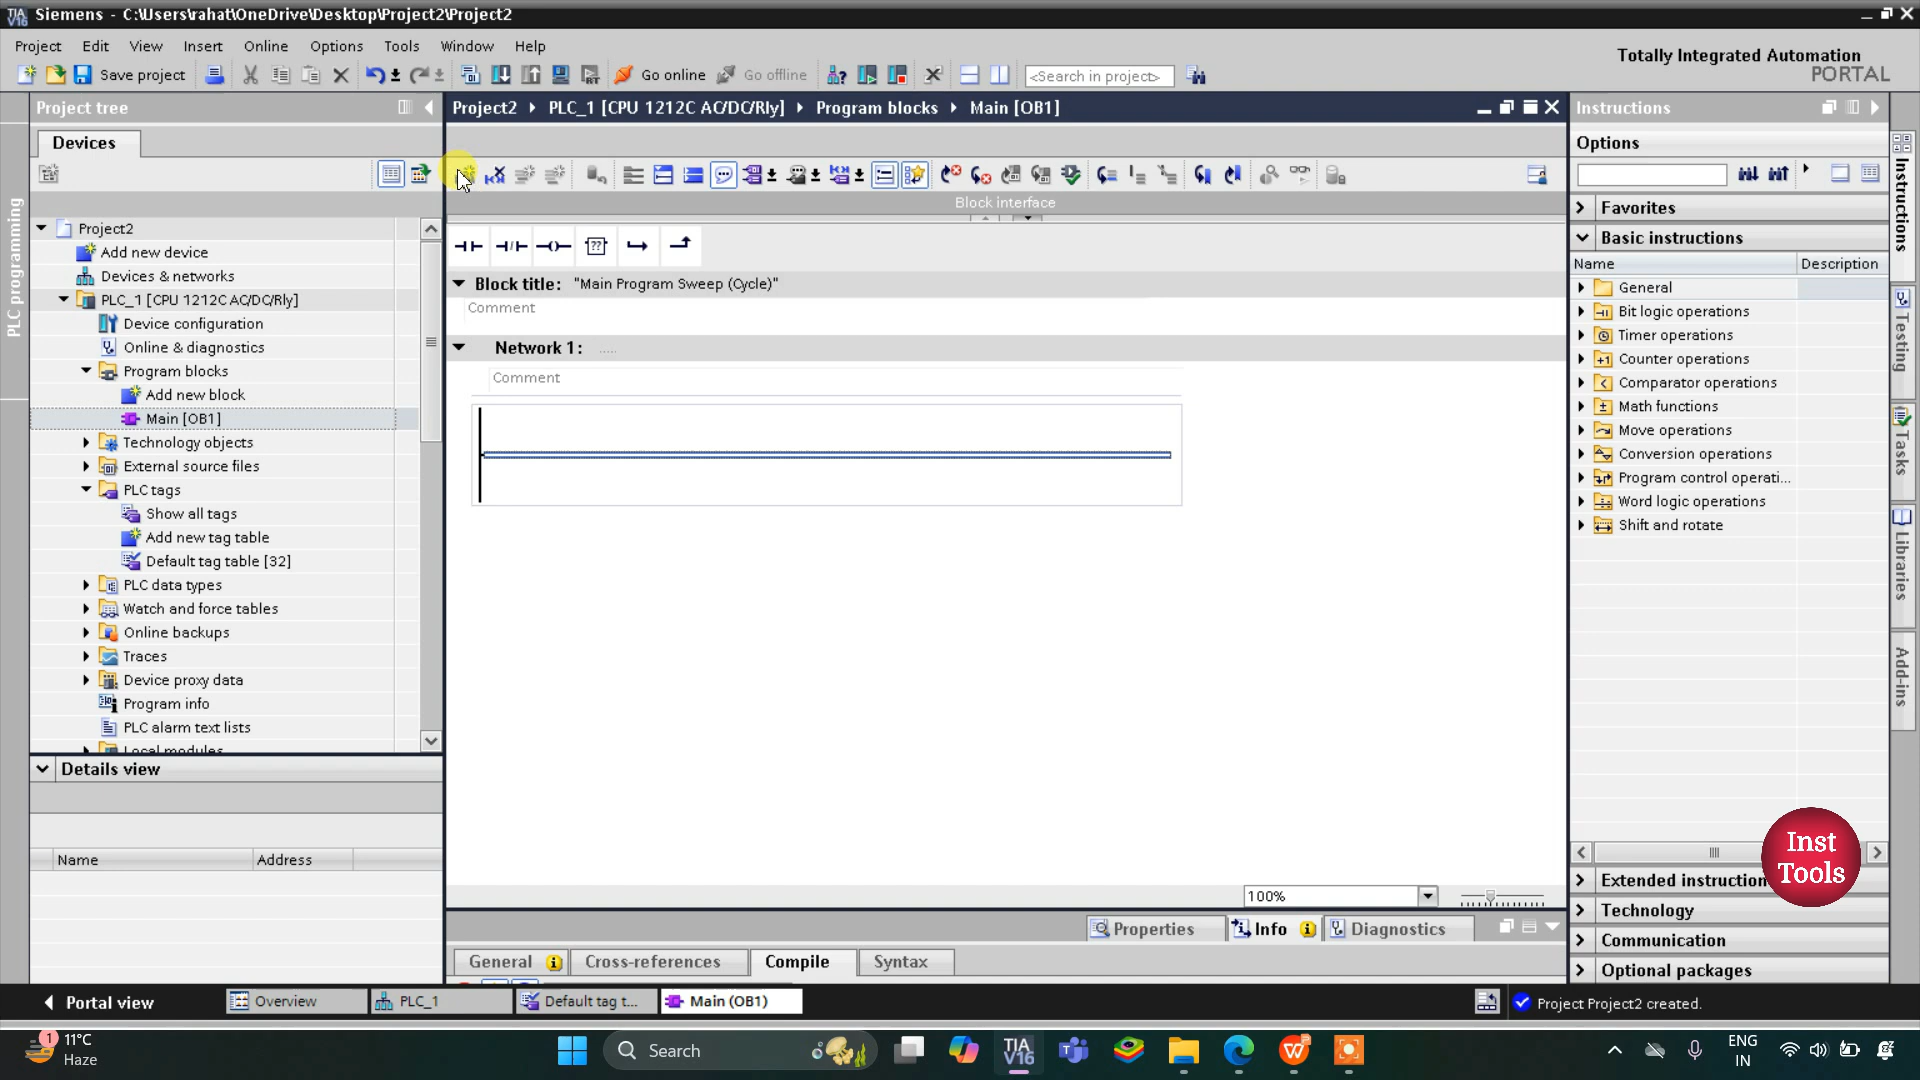 Siemens - C:\Users\rahat\OneDrive\Desktop\Project2\Project2
Project Edit View Insert Online Options Tools Window Help
Totally Integrated Automation
PORTAL
Save project
Go online
Go offline
<Search in project>
Project tree
Project2 PLC_1 [CPU 1212C AC/DC/Rly] Program blocks Main [OB1]
Instructions
Devices
Options
Block interface
PLC programming
Project2
Add new device
Devices & networks
PLC_1 [CPU 1212C AC/DC/Rly]
Device configuration
Online & diagnostics
Program blocks
Add new block
Main [OB1]
Technology objects
External source files
PLC tags
Show all tags
Add new tag table
Default tag table [32]
PLC data types
Watch and force tables
Online backups
Traces
Device proxy data
Program info
PLC alarm text lists
Local modules
Details view
Name Address
??
Block title: "Main Program Sweep (Cycle)"
Comment
Network 1: .....
Comment
100%
Properties Info Diagnostics
General Cross-references Compile Syntax
Favorites
Basic instructions
Name Description
General
Bit logic operations
Timer operations
Counter operations
Comparator operations
Math functions
Move operations
Conversion operations
Program control operati...
Word logic operations
Shift and rotate
Extended instruction
Technology
Communication
Optional packages
Inst
Tools
Instructions
Testing
Tasks
Libraries
Add-ins
Portal view
Overview
PLC_1
Default tag t...
Main (OB1)
Project Project2 created.
1
11°C
Haze
Search
TIA
V16
ENG
IN